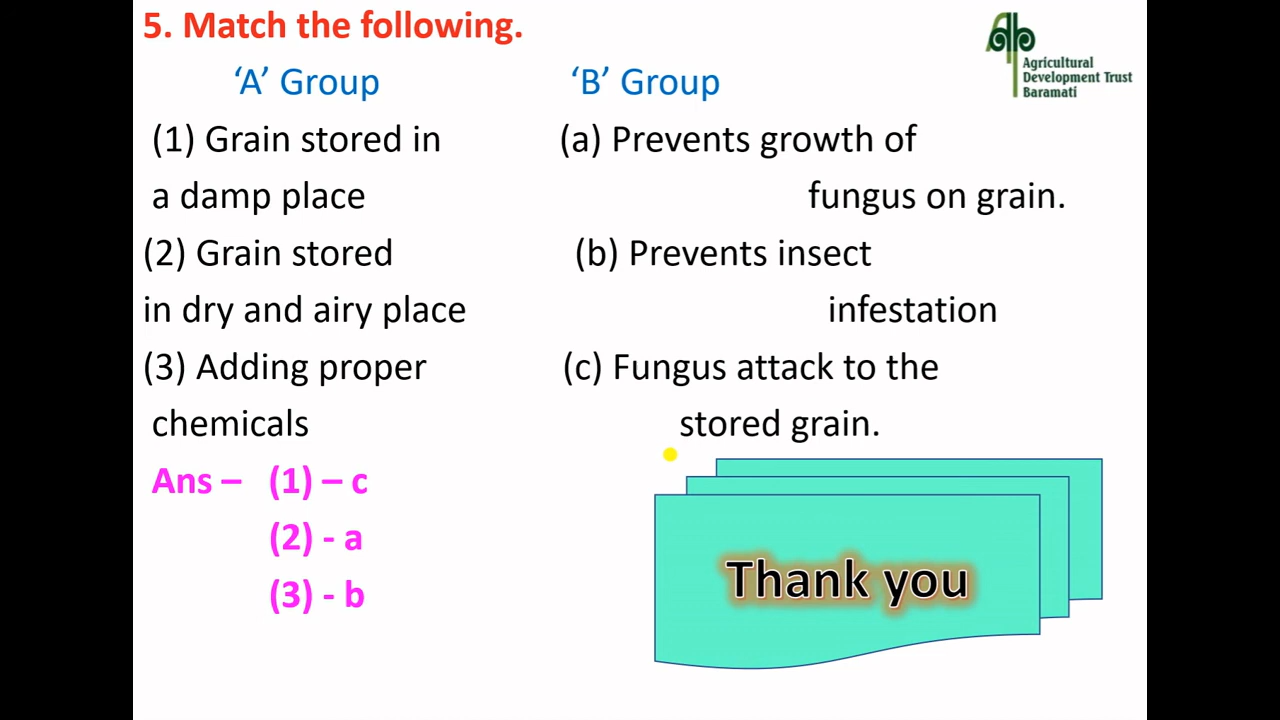 5. Match the following.
‘A’ Group ‘B’ Group
(1) Grain stored in (a) Prevents growth of
a damp place fungus on grain.
(2) Grain stored (b) Prevents insect
in dry and airy place infestation
(3) Adding proper (c) Fungus attack to the
chemicals stored grain.
Ans – (1) – c
(2) - a
(3) - b
Thank you
Agricultural
Development Trust
Baramati